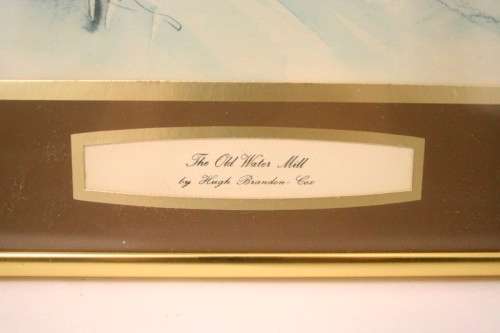 The Old Water Mill
by Hugh Brandon-Cox